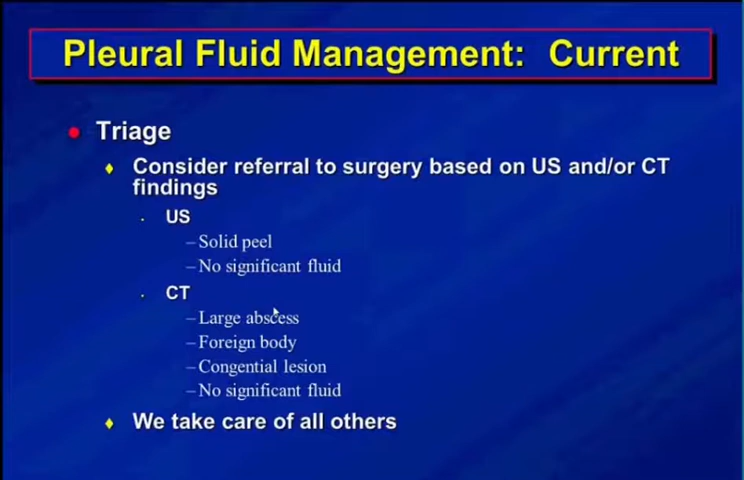 Pleural Fluid Management: Current
Triage
Consider referral to surgery based on US and/or CT
findings
US
–Solid peel
–No significant fluid
CT
–Large abscess
–Foreign body
–Congential lesion
–No significant fluid
We take care of all others